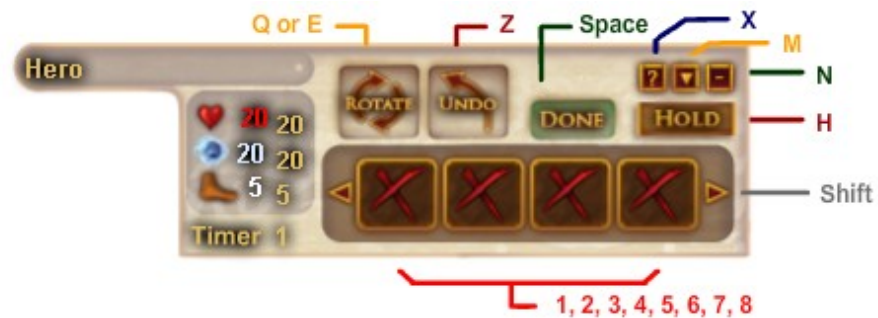 Q or E
Z
Space
X
M
Hero
ROTATE
UNDO
?
-
N
20 20
DONE
HOLD
H
20 20
5 5
Shift
Timer 1
1, 2, 3, 4, 5, 6, 7, 8